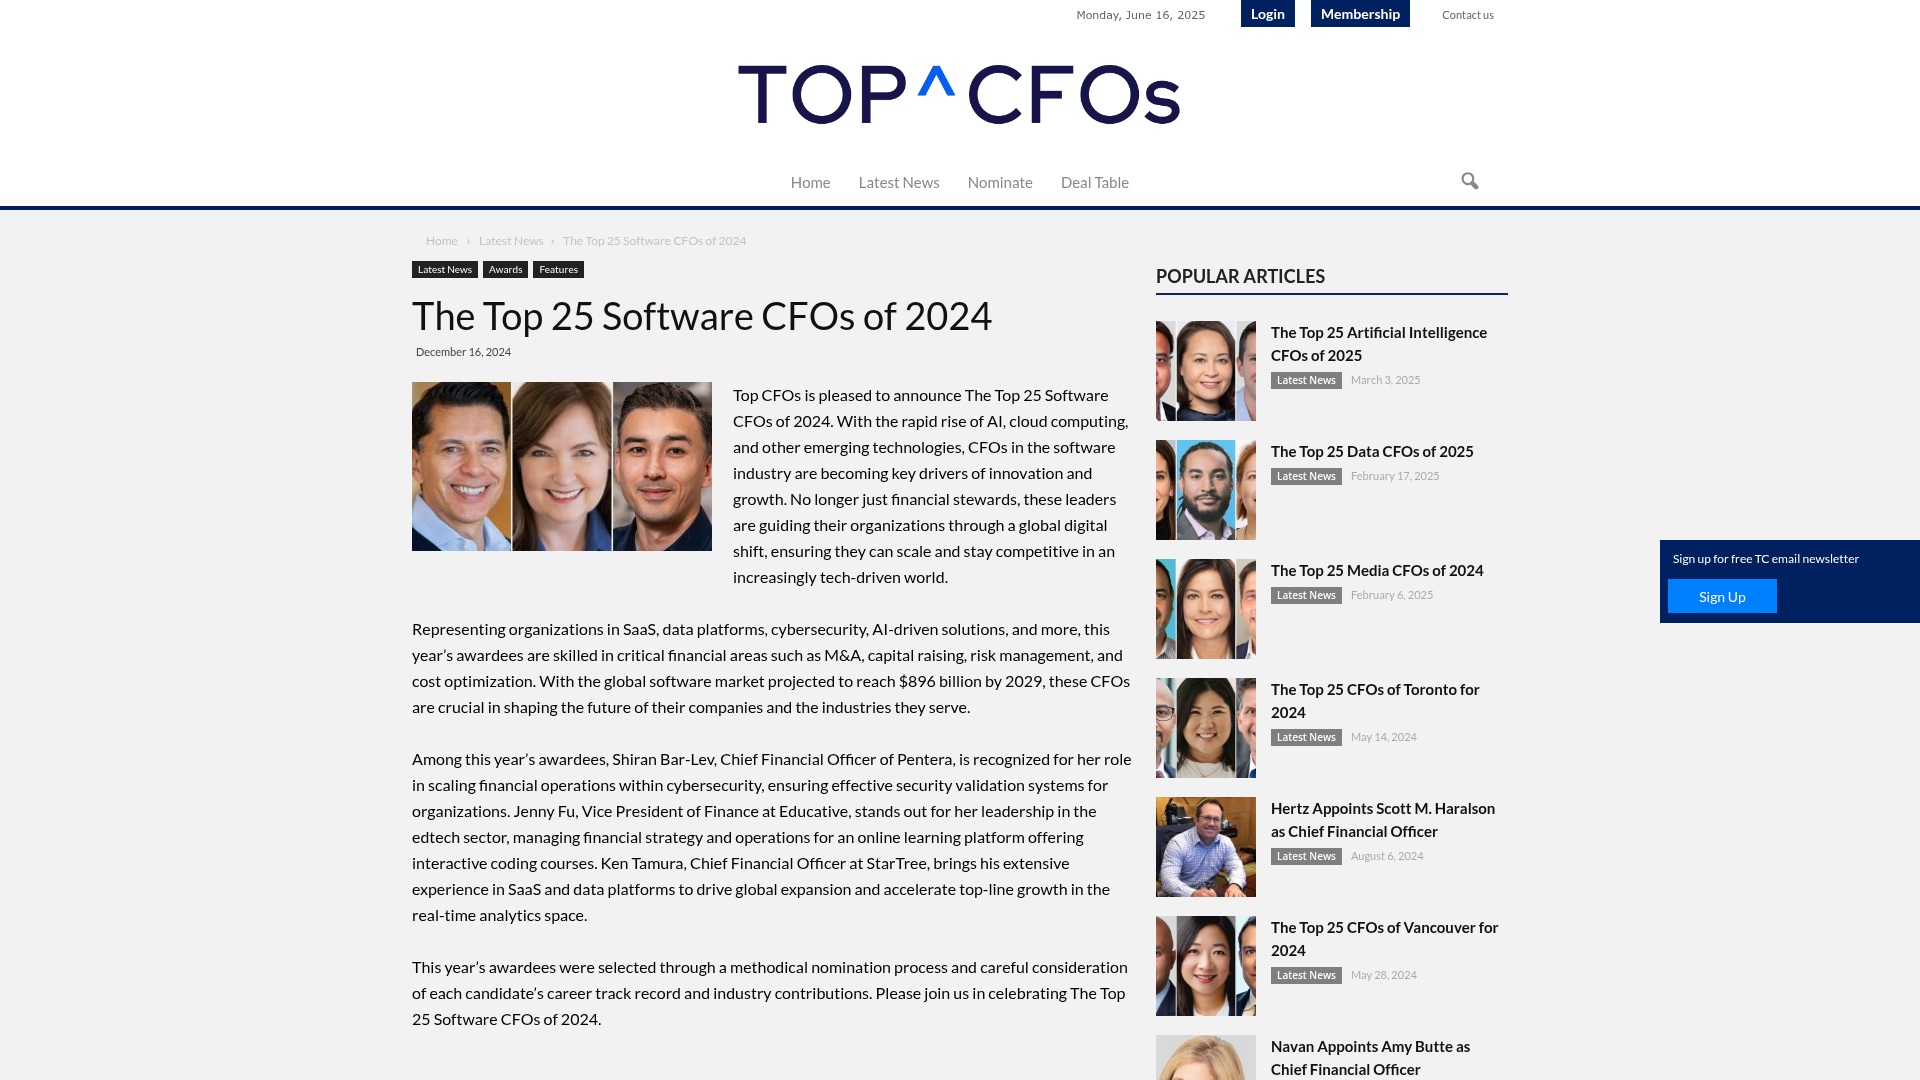 Monday, June 16, 2025
Login
Membership
Contact us
TOP^CFOs
Home
Latest News
Nominate
Deal Table
Home › Latest News › The Top 25 Software CFOs of 2024
Latest News
Awards
Features
The Top 25 Software CFOs of 2024
December 16, 2024
Top CFOs is pleased to announce The Top 25 Software
CFOs of 2024. With the rapid rise of AI, cloud computing,
and other emerging technologies, CFOs in the software
industry are becoming key drivers of innovation and
growth. No longer just financial stewards, these leaders
are guiding their organizations through a global digital
shift, ensuring they can scale and stay competitive in an
increasingly tech-driven world.
Representing organizations in SaaS, data platforms, cybersecurity, AI-driven solutions, and more, this
year’s awardees are skilled in critical financial areas such as M&A, capital raising, risk management, and
cost optimization. With the global software market projected to reach $896 billion by 2029, these CFOs
are crucial in shaping the future of their companies and the industries they serve.
Among this year’s awardees, Shiran Bar-Lev, Chief Financial Officer of Pentera, is recognized for her role
in scaling financial operations within cybersecurity, ensuring effective security validation systems for
organizations. Jenny Fu, Vice President of Finance at Educative, stands out for her leadership in the
edtech sector, managing financial strategy and operations for an online learning platform offering
interactive coding courses. Ken Tamura, Chief Financial Officer at StarTree, brings his extensive
experience in SaaS and data platforms to drive global expansion and accelerate top-line growth in the
real-time analytics space.
This year’s awardees were selected through a methodical nomination process and careful consideration
of each candidate’s career track record and industry contributions. Please join us in celebrating The Top
25 Software CFOs of 2024.
POPULAR ARTICLES
The Top 25 Artificial Intelligence
CFOs of 2025
Latest News March 3, 2025
The Top 25 Data CFOs of 2025
Latest News February 17, 2025
The Top 25 Media CFOs of 2024
Latest News February 6, 2025
The Top 25 CFOs of Toronto for
2024
Latest News May 14, 2024
Hertz Appoints Scott M. Haralson
as Chief Financial Officer
Latest News August 6, 2024
The Top 25 CFOs of Vancouver for
2024
Latest News May 28, 2024
Navan Appoints Amy Butte as
Chief Financial Officer
Sign up for free TC email newsletter
Sign Up